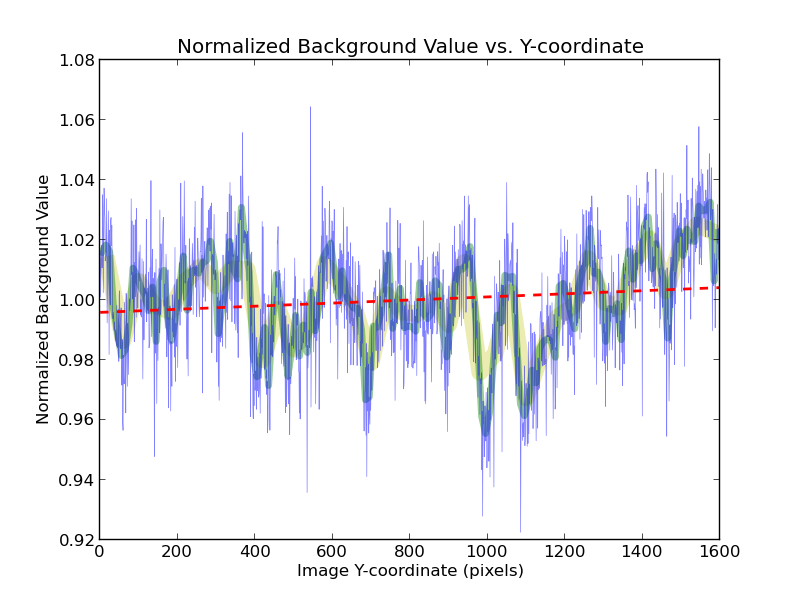 Normalized Background Value vs. Y-coordinate
1.08
1.06
1.04
1.02
1.00
0.98
0.96
0.94
0.92
Normalized Background Value
0 200 400 600 800 1000 1200 1400 1600
Image Y-coordinate (pixels)